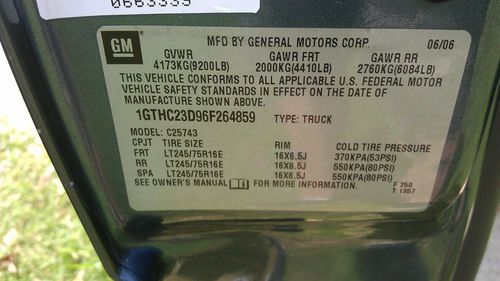 0663339
GM
MFD BY GENERAL MOTORS CORP. 06/06
GVWR GAWR FRT GAWR RR
4173KG(9200LB) 2000KG(4410LB) 2760KG(6084LB)
THIS VEHICLE CONFORMS TO ALL APPLICABLE U.S. FEDERAL MOTOR
VEHICLE SAFETY STANDARDS IN EFFECT ON THE DATE OF
MANUFACTURE SHOWN ABOVE.
1GTHC23D96F264859 TYPE: TRUCK
MODEL: C25743
CPJT TIRE SIZE RIM COLD TIRE PRESSURE
FRT LT245/75R16E 16X6.5J 370KPA(53PSI)
RR LT245/75R16E 16X6.5J 550KPA(80PSI)
SPA LT245/75R16E 16X6.5J 550KPA(80PSI)
SEE OWNER'S MANUAL FOR MORE INFORMATION. F 250
T 1957